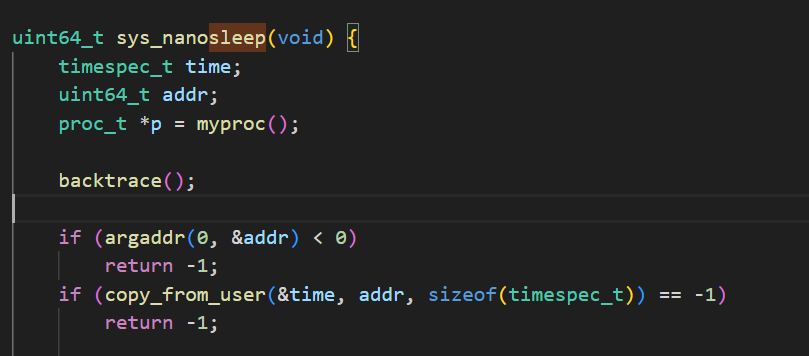 uint64_t sys_nanosleep(void) {
timespec_t time;
uint64_t addr;
proc_t *p = myproc();
backtrace();
if (argaddr(0, &addr) < 0)
return -1;
if (copy_from_user(&time, addr, sizeof(timespec_t)) == -1)
return -1;